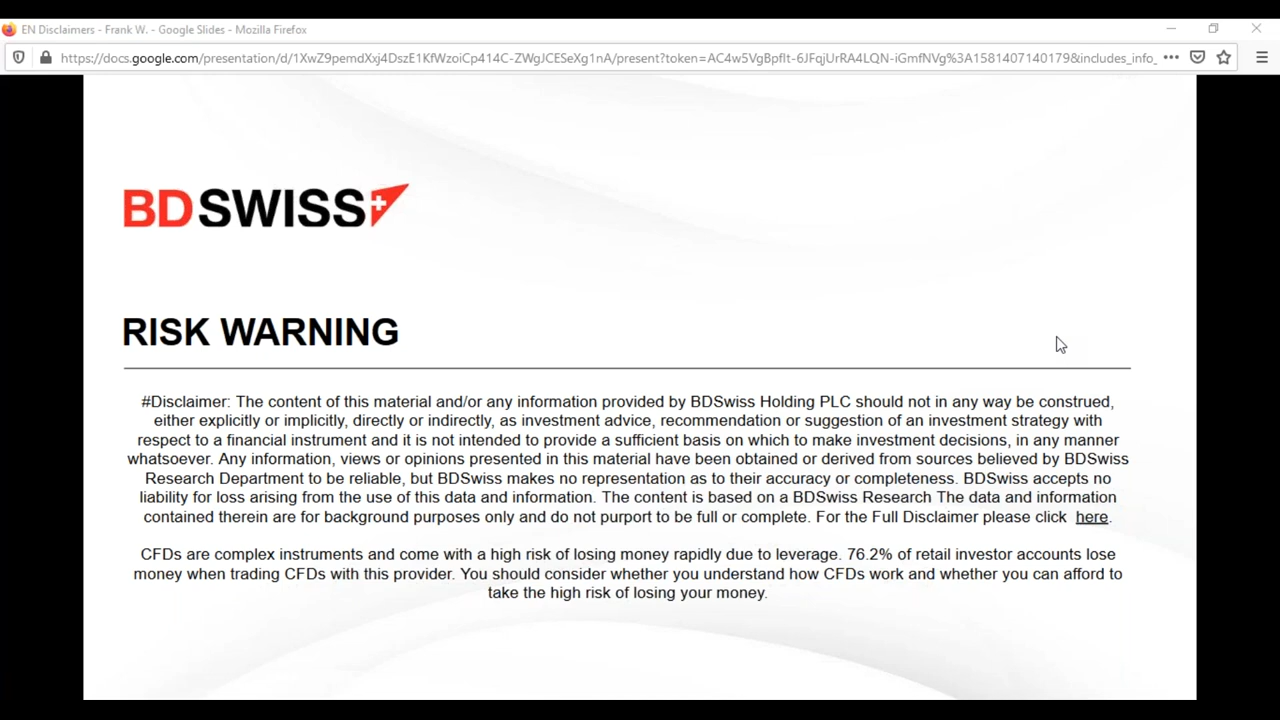 EN Disclaimers - Frank W. - Google Slides - Mozilla Firefox
https://docs.google.com/presentation/d/1XwZ9pemdXxj4DszE1KfWzoiCp414C-ZWgJCESeXg1nA/present?token=AC4w5VgBpflt-6JFqjUrRA4LQN-iGmfNVg%3A1581407140179&includes_info_
BDSWISS
RISK WARNING
#Disclaimer: The content of this material and/or any information provided by BDSwiss Holding PLC should not in any way be construed,
either explicitly or implicitly, directly or indirectly, as investment advice, recommendation or suggestion of an investment strategy with
respect to a financial instrument and it is not intended to provide a sufficient basis on which to make investment decisions, in any manner
whatsoever. Any information, views or opinions presented in this material have been obtained or derived from sources believed by BDSwiss
Research Department to be reliable, but BDSwiss makes no representation as to their accuracy or completeness. BDSwiss accepts no
liability for loss arising from the use of this data and information. The content is based on a BDSwiss Research The data and information
contained therein are for background purposes only and do not purport to be full or complete. For the Full Disclaimer please click here.
CFDs are complex instruments and come with a high risk of losing money rapidly due to leverage. 76.2% of retail investor accounts lose
money when trading CFDs with this provider. You should consider whether you understand how CFDs work and whether you can afford to
take the high risk of losing your money.